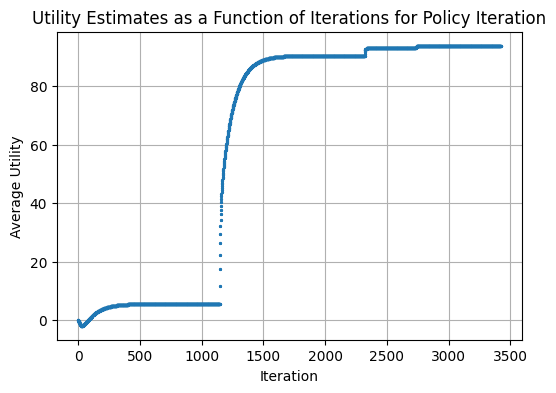 Utility Estimates as a Function of Iterations for Policy Iteration
Average Utility
80
60
40
20
0
0 500 1000 1500 2000 2500 3000 3500
Iteration